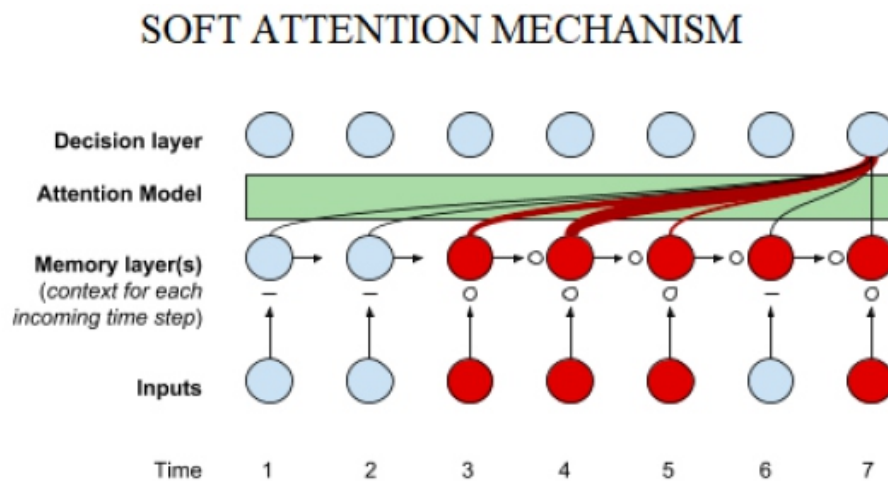 SOFT ATTENTION MECHANISM
Decision layer
Attention Model
Memory layer(s)
(context for each
incoming time step)
Inputs
Time 1 2 3 4 5 6 7